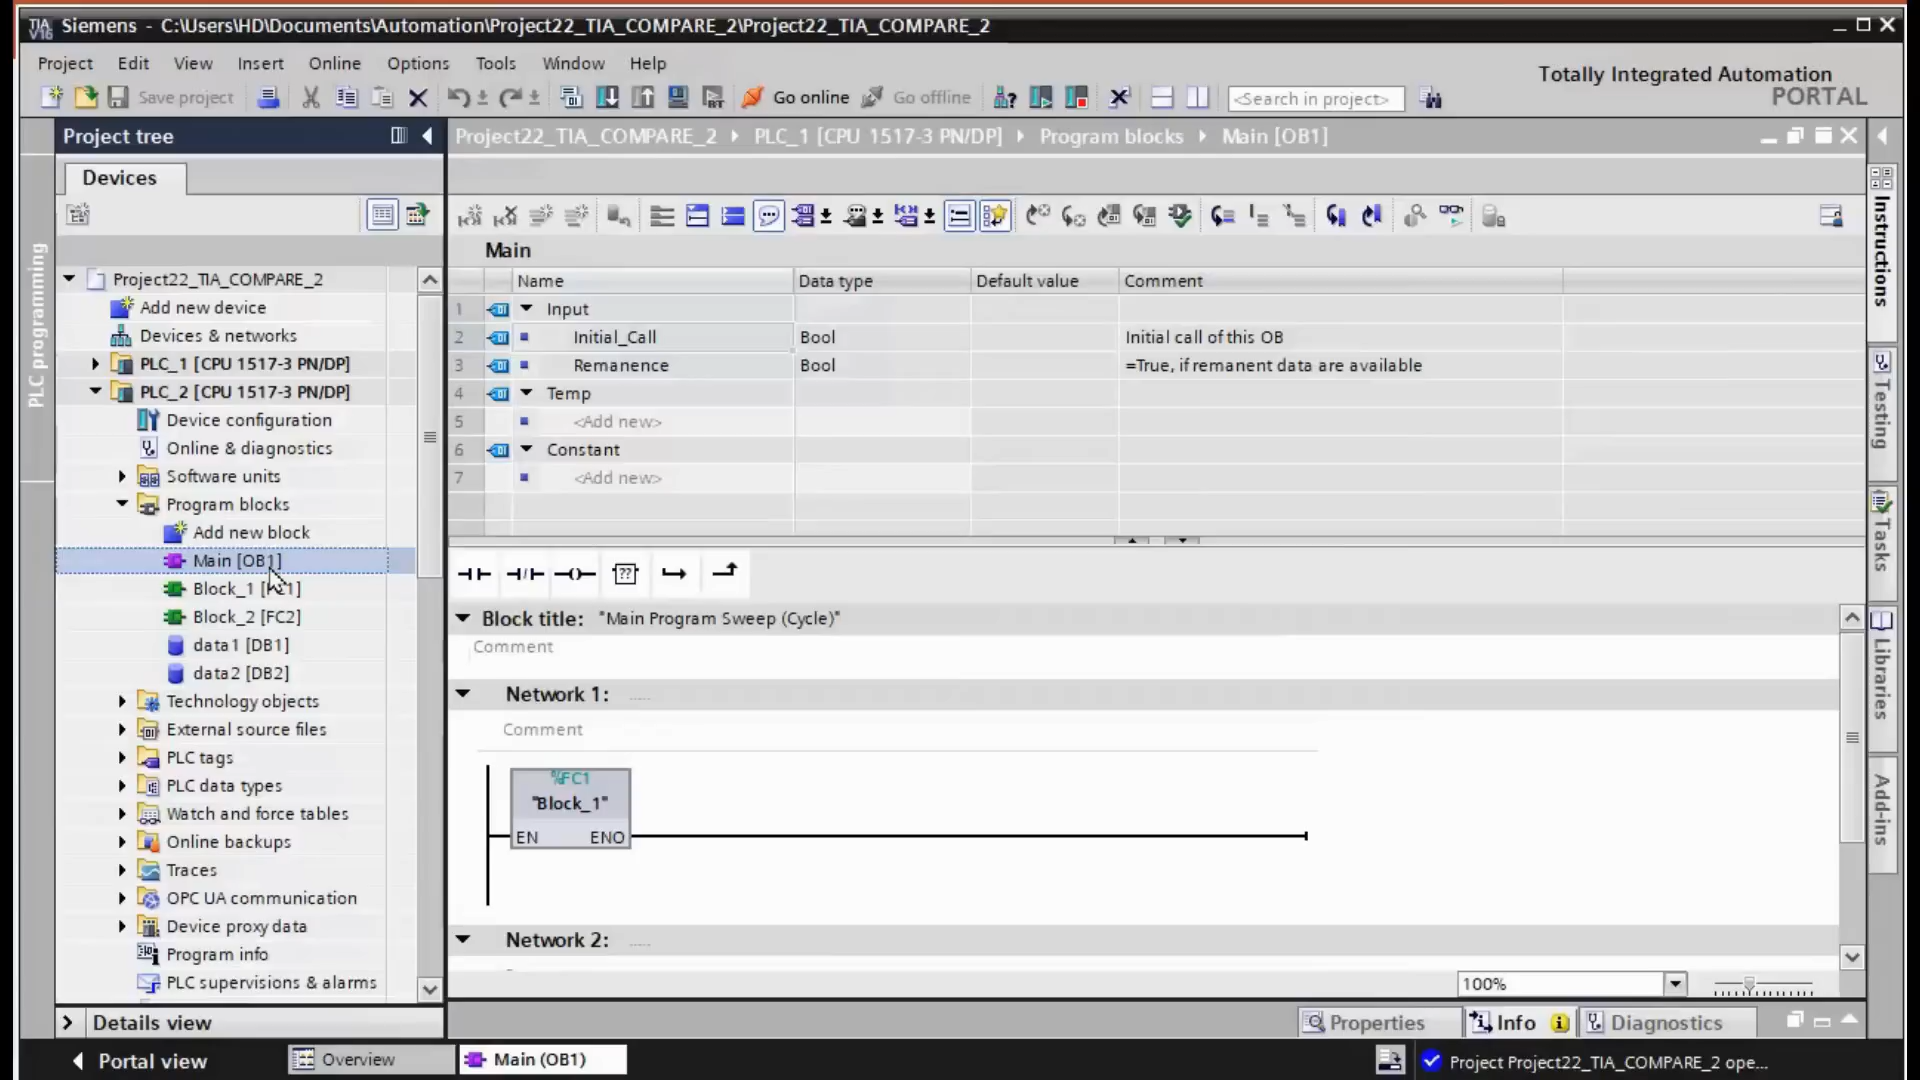 Siemens - C:\Users\HD\Documents\Automation\Project22_TIA_COMPARE_2\Project22_TIA_COMPARE_2
Project Edit View Insert Online Options Tools Window Help
Totally Integrated Automation
PORTAL
Save project Go online Go offline <Search in project>
Project tree
Project22_TIA_COMPARE_2 PLC_1 [CPU 1517-3 PN/DP] Program blocks Main [OB1]
Devices
PLC programming
Project22_TIA_COMPARE_2
Add new device
Devices & networks
PLC_1 [CPU 1517-3 PN/DP]
PLC_2 [CPU 1517-3 PN/DP]
Device configuration
Online & diagnostics
Software units
Program blocks
Add new block
Main [OB1]
Block_1
Block_2 [FC2]
data1 [DB1]
data2 [DB2]
Technology objects
External source files
PLC tags
PLC data types
Watch and force tables
Online backups
Traces
OPC UA communication
Device proxy data
Program info
PLC supervisions & alarms
Details view
Main
Name Data type Default value Comment
1 Input
2 Initial_Call Bool Initial call of this OB
3 Remanence Bool =True, if remanent data are available
4 Temp
5 <Add new>
6 Constant
7 <Add new>
??
Block title: "Main Program Sweep (Cycle)"
Comment
Network 1: .....
Comment
%FC1
"Block_1"
EN ENO
Network 2: .....
100%
Properties Info Diagnostics
Instructions
Testing
Tasks
Libraries
Add-ins
Portal view Overview Main (OB1) Project Project22_TIA_COMPARE_2 ope...